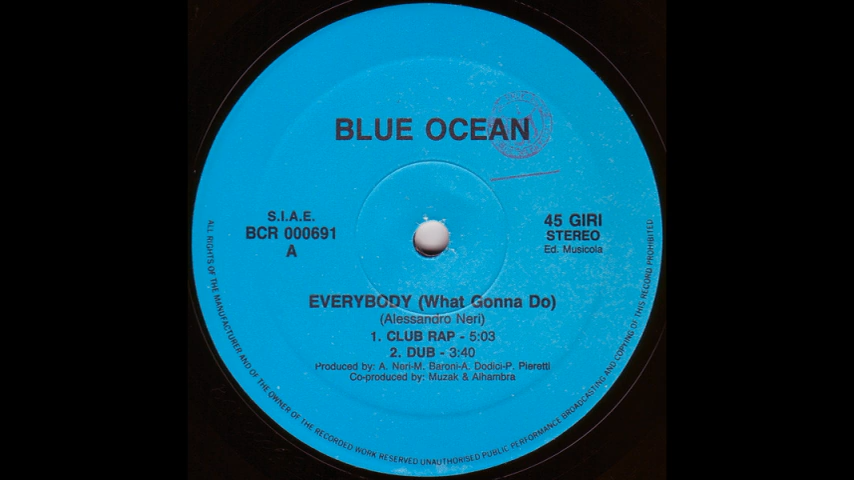 BLUE OCEAN
S.I.A.E.
BCR 000691
A
45 GIRI
STEREO
Ed. Musicola
EVERYBODY (What Gonna Do)
(Alessandro Neri)
1. CLUB RAP - 5:03
2. DUB - 3:40
Produced by: A. Neri-M. Baroni-A. Dodici-P. Pieretti
Co-produced by: Muzak & Alhambra
ALL RIGHTS OF THE MANUFACTURER AND OF THE OWNER OF THE RECORDED WORK RESERVED UNAUTHORISED PUBLIC PERFORMANCE BROADCASTING AND COPYING OF THIS RECORD PROHIBITED